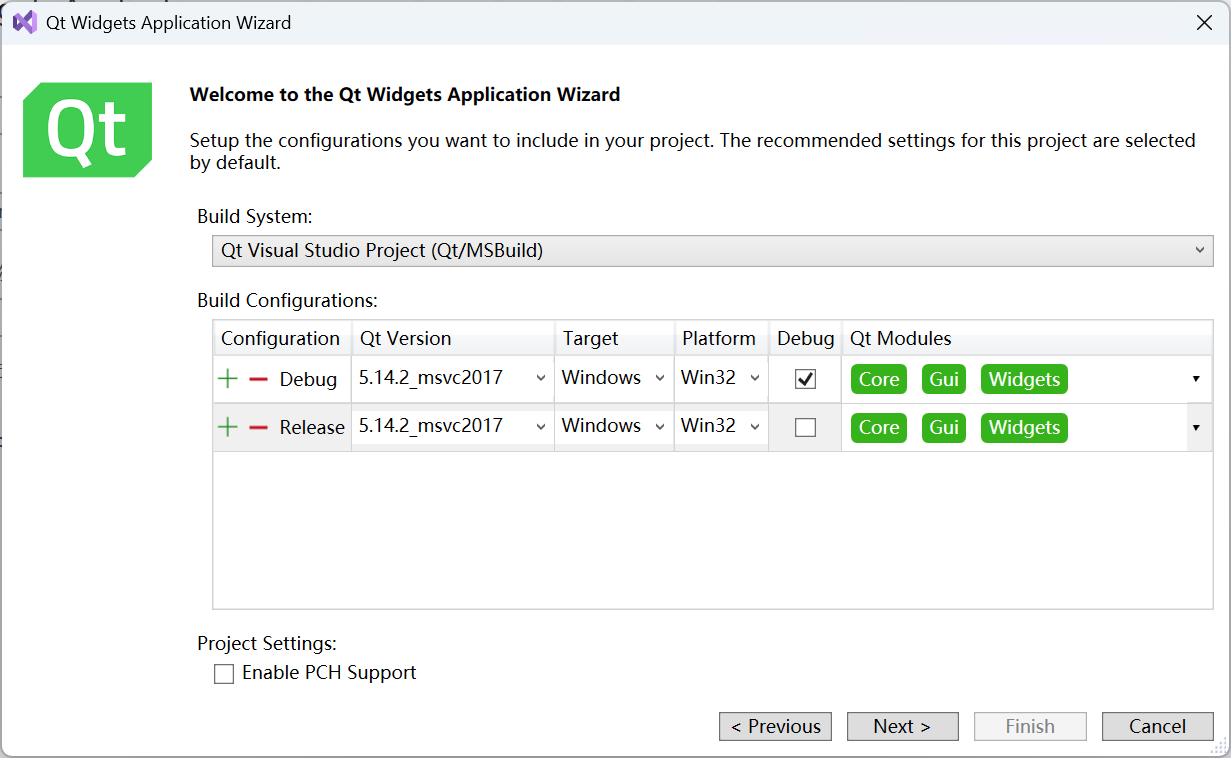 Qt Widgets Application Wizard
Qt
Welcome to the Qt Widgets Application Wizard
Setup the configurations you want to include in your project. The recommended settings for this project are selected
by default.
Build System:
Qt Visual Studio Project (Qt/MSBuild)
Build Configurations:
Configuration Qt Version Target Platform Debug Qt Modules
Debug 5.14.2_msvc2017 Windows Win32 Core Gui Widgets
Release 5.14.2_msvc2017 Windows Win32 Core Gui Widgets
Project Settings:
Enable PCH Support
< Previous Next > Finish Cancel